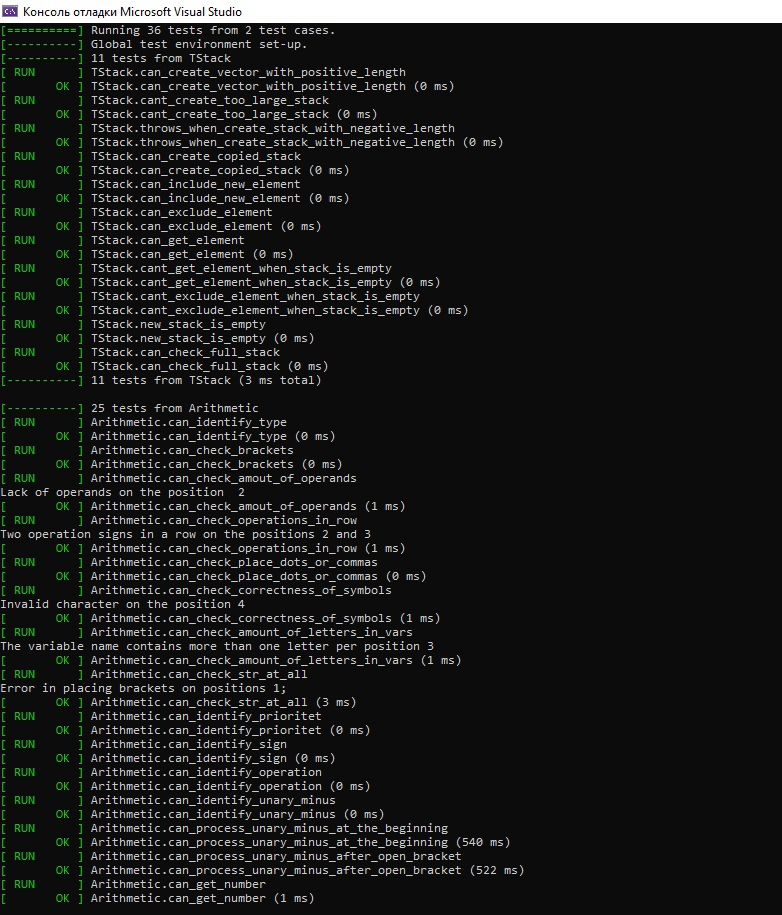 Консоль отладки Microsoft Visual Studio
[==========] Running 36 tests from 2 test cases.
[----------] Global test environment set-up.
[----------] 11 tests from TStack
[ RUN      ] TStack.can_create_vector_with_positive_length
[       OK ] TStack.can_create_vector_with_positive_length (0 ms)
[ RUN      ] TStack.cant_create_too_large_stack
[       OK ] TStack.cant_create_too_large_stack (0 ms)
[ RUN      ] TStack.throws_when_create_stack_with_negative_length
[       OK ] TStack.throws_when_create_stack_with_negative_length (0 ms)
[ RUN      ] TStack.can_create_copied_stack
[       OK ] TStack.can_create_copied_stack (0 ms)
[ RUN      ] TStack.can_include_new_element
[       OK ] TStack.can_include_new_element (0 ms)
[ RUN      ] TStack.can_exclude_element
[       OK ] TStack.can_exclude_element (0 ms)
[ RUN      ] TStack.can_get_element
[       OK ] TStack.can_get_element (0 ms)
[ RUN      ] TStack.cant_get_element_when_stack_is_empty
[       OK ] TStack.cant_get_element_when_stack_is_empty (0 ms)
[ RUN      ] TStack.cant_exclude_element_when_stack_is_empty
[       OK ] TStack.cant_exclude_element_when_stack_is_empty (0 ms)
[ RUN      ] TStack.new_stack_is_empty
[       OK ] TStack.new_stack_is_empty (0 ms)
[ RUN      ] TStack.can_check_full_stack
[       OK ] TStack.can_check_full_stack (0 ms)
[----------] 11 tests from TStack (3 ms total)
[----------] 25 tests from Arithmetic
[ RUN      ] Arithmetic.can_identify_type
[       OK ] Arithmetic.can_identify_type (0 ms)
[ RUN      ] Arithmetic.can_check_brackets
[       OK ] Arithmetic.can_check_brackets (0 ms)
[ RUN      ] Arithmetic.can_check_amout_of_operands
Lack of operands on the position  2
[       OK ] Arithmetic.can_check_amout_of_operands (1 ms)
[ RUN      ] Arithmetic.can_check_operations_in_row
Two operation signs in a row on the positions 2 and 3
[       OK ] Arithmetic.can_check_operations_in_row (1 ms)
[ RUN      ] Arithmetic.can_check_place_dots_or_commas
[       OK ] Arithmetic.can_check_place_dots_or_commas (0 ms)
[ RUN      ] Arithmetic.can_check_correctness_of_symbols
Invalid character on the position 4
[       OK ] Arithmetic.can_check_correctness_of_symbols (1 ms)
[ RUN      ] Arithmetic.can_check_amount_of_letters_in_vars
The variable name contains more than one letter per position 3
[       OK ] Arithmetic.can_check_amount_of_letters_in_vars (1 ms)
[ RUN      ] Arithmetic.can_check_str_at_all
Error in placing brackets on positions 1;
[       OK ] Arithmetic.can_check_str_at_all (3 ms)
[ RUN      ] Arithmetic.can_identify_prioritet
[       OK ] Arithmetic.can_identify_prioritet (0 ms)
[ RUN      ] Arithmetic.can_identify_sign
[       OK ] Arithmetic.can_identify_sign (0 ms)
[ RUN      ] Arithmetic.can_identify_operation
[       OK ] Arithmetic.can_identify_operation (0 ms)
[ RUN      ] Arithmetic.can_identify_unary_minus
[       OK ] Arithmetic.can_identify_unary_minus (0 ms)
[ RUN      ] Arithmetic.can_process_unary_minus_at_the_beginning
[       OK ] Arithmetic.can_process_unary_minus_at_the_beginning (540 ms)
[ RUN      ] Arithmetic.can_process_unary_minus_after_open_bracket
[       OK ] Arithmetic.can_process_unary_minus_after_open_bracket (522 ms)
[ RUN      ] Arithmetic.can_get_number
[       OK ] Arithmetic.can_get_number (1 ms)